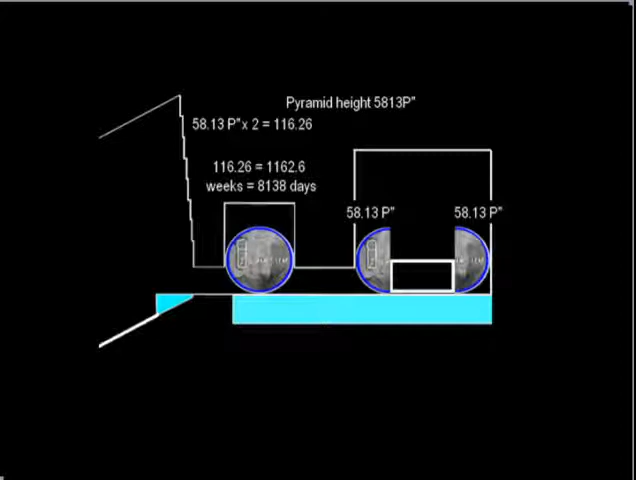 Pyramid height 5813P"
58.13 P"x 2 = 116.26
116.26 = 1162.6
weeks = 8138 days
58.13 P"
58.13 P"